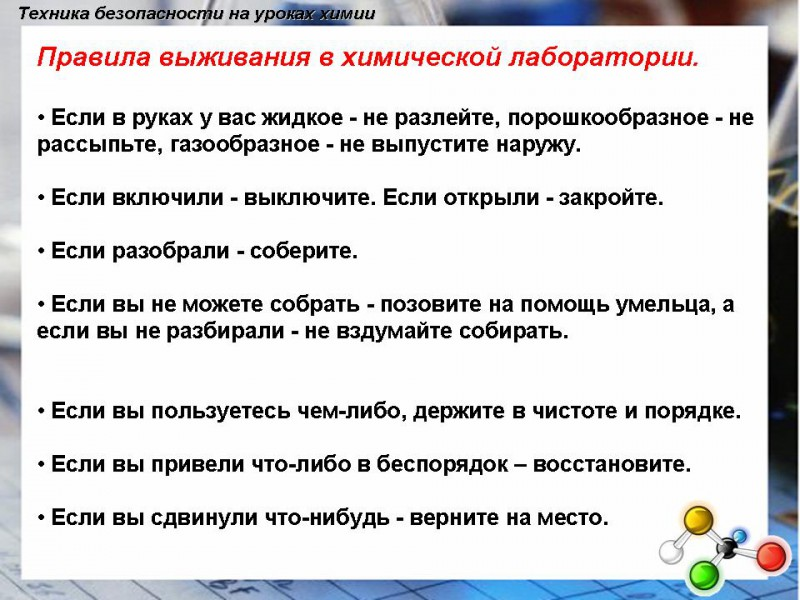 Техника безопасности на уроках химии
Правила выживания в химической лаборатории.
• Если в руках у вас жидкое - не разлейте, порошкообразное - не
рассыпьте, газообразное - не выпустите наружу.
• Если включили - выключите. Если открыли - закройте.
• Если разобрали - соберите.
• Если вы не можете собрать - позовите на помощь умельца, а
если вы не разбирали - не вздумайте собирать.
• Если вы пользуетесь чем-либо, держите в чистоте и порядке.
• Если вы привели что-либо в беспорядок – восстановите.
• Если вы сдвинули что-нибудь - верните на место.